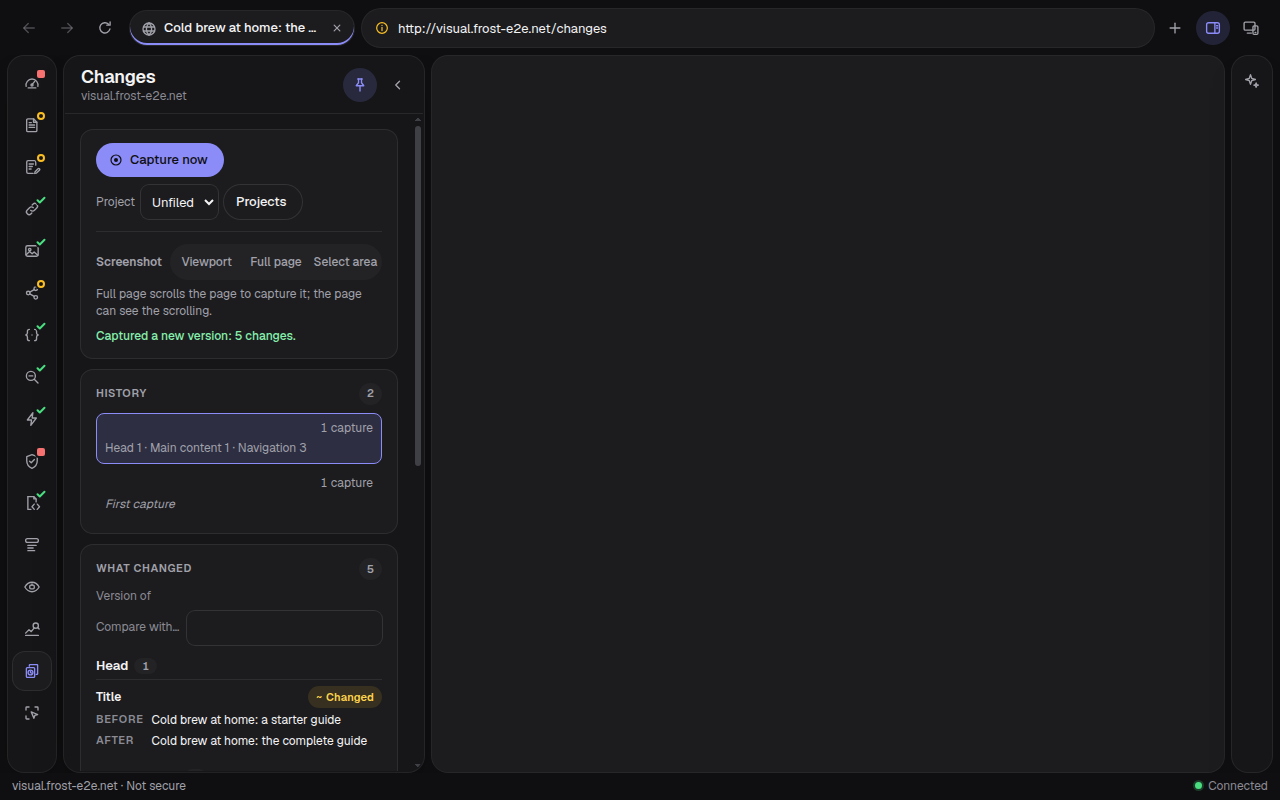 Cold brew at home: the ...
http://visual.frost-e2e.net/changes
Changes
visual.frost-e2e.net
Capture now
Project
Unfiled
Projects
Screenshot
Viewport
Full page
Select area
Full page scrolls the page to capture it; the page
can see the scrolling.
Captured a new version: 5 changes.
HISTORY
2
1 capture
Head 1 · Main content 1 · Navigation 3
1 capture
First capture
WHAT CHANGED
5
Version of
Compare with…
Head 1
Title
~ Changed
BEFORE Cold brew at home: a starter guide
AFTER Cold brew at home: the complete guide
visual.frost-e2e.net · Not secure
Connected